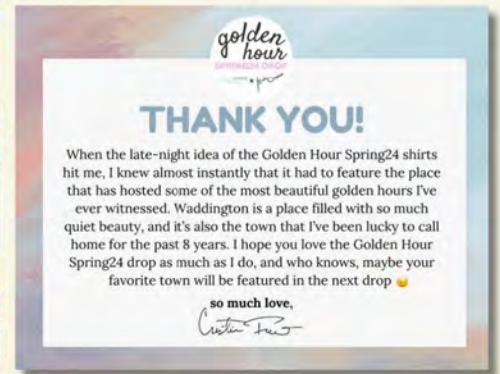 golden
hour
SPRING24 DROP
THANK YOU!
When the late-night idea of the Golden Hour Spring24 shirts
hit me, I knew almost instantly that it had to feature the place
that has hosted some of the most beautiful golden hours I've
ever witnessed. Waddington is a place filled with so much
quiet beauty, and it's also the town that I've been lucky to call
home for the past 8 years. I hope you love the Golden Hour
Spring24 drop as much as I do, and who knows, maybe your
favorite town will be featured in the next drop 😉
so much love,